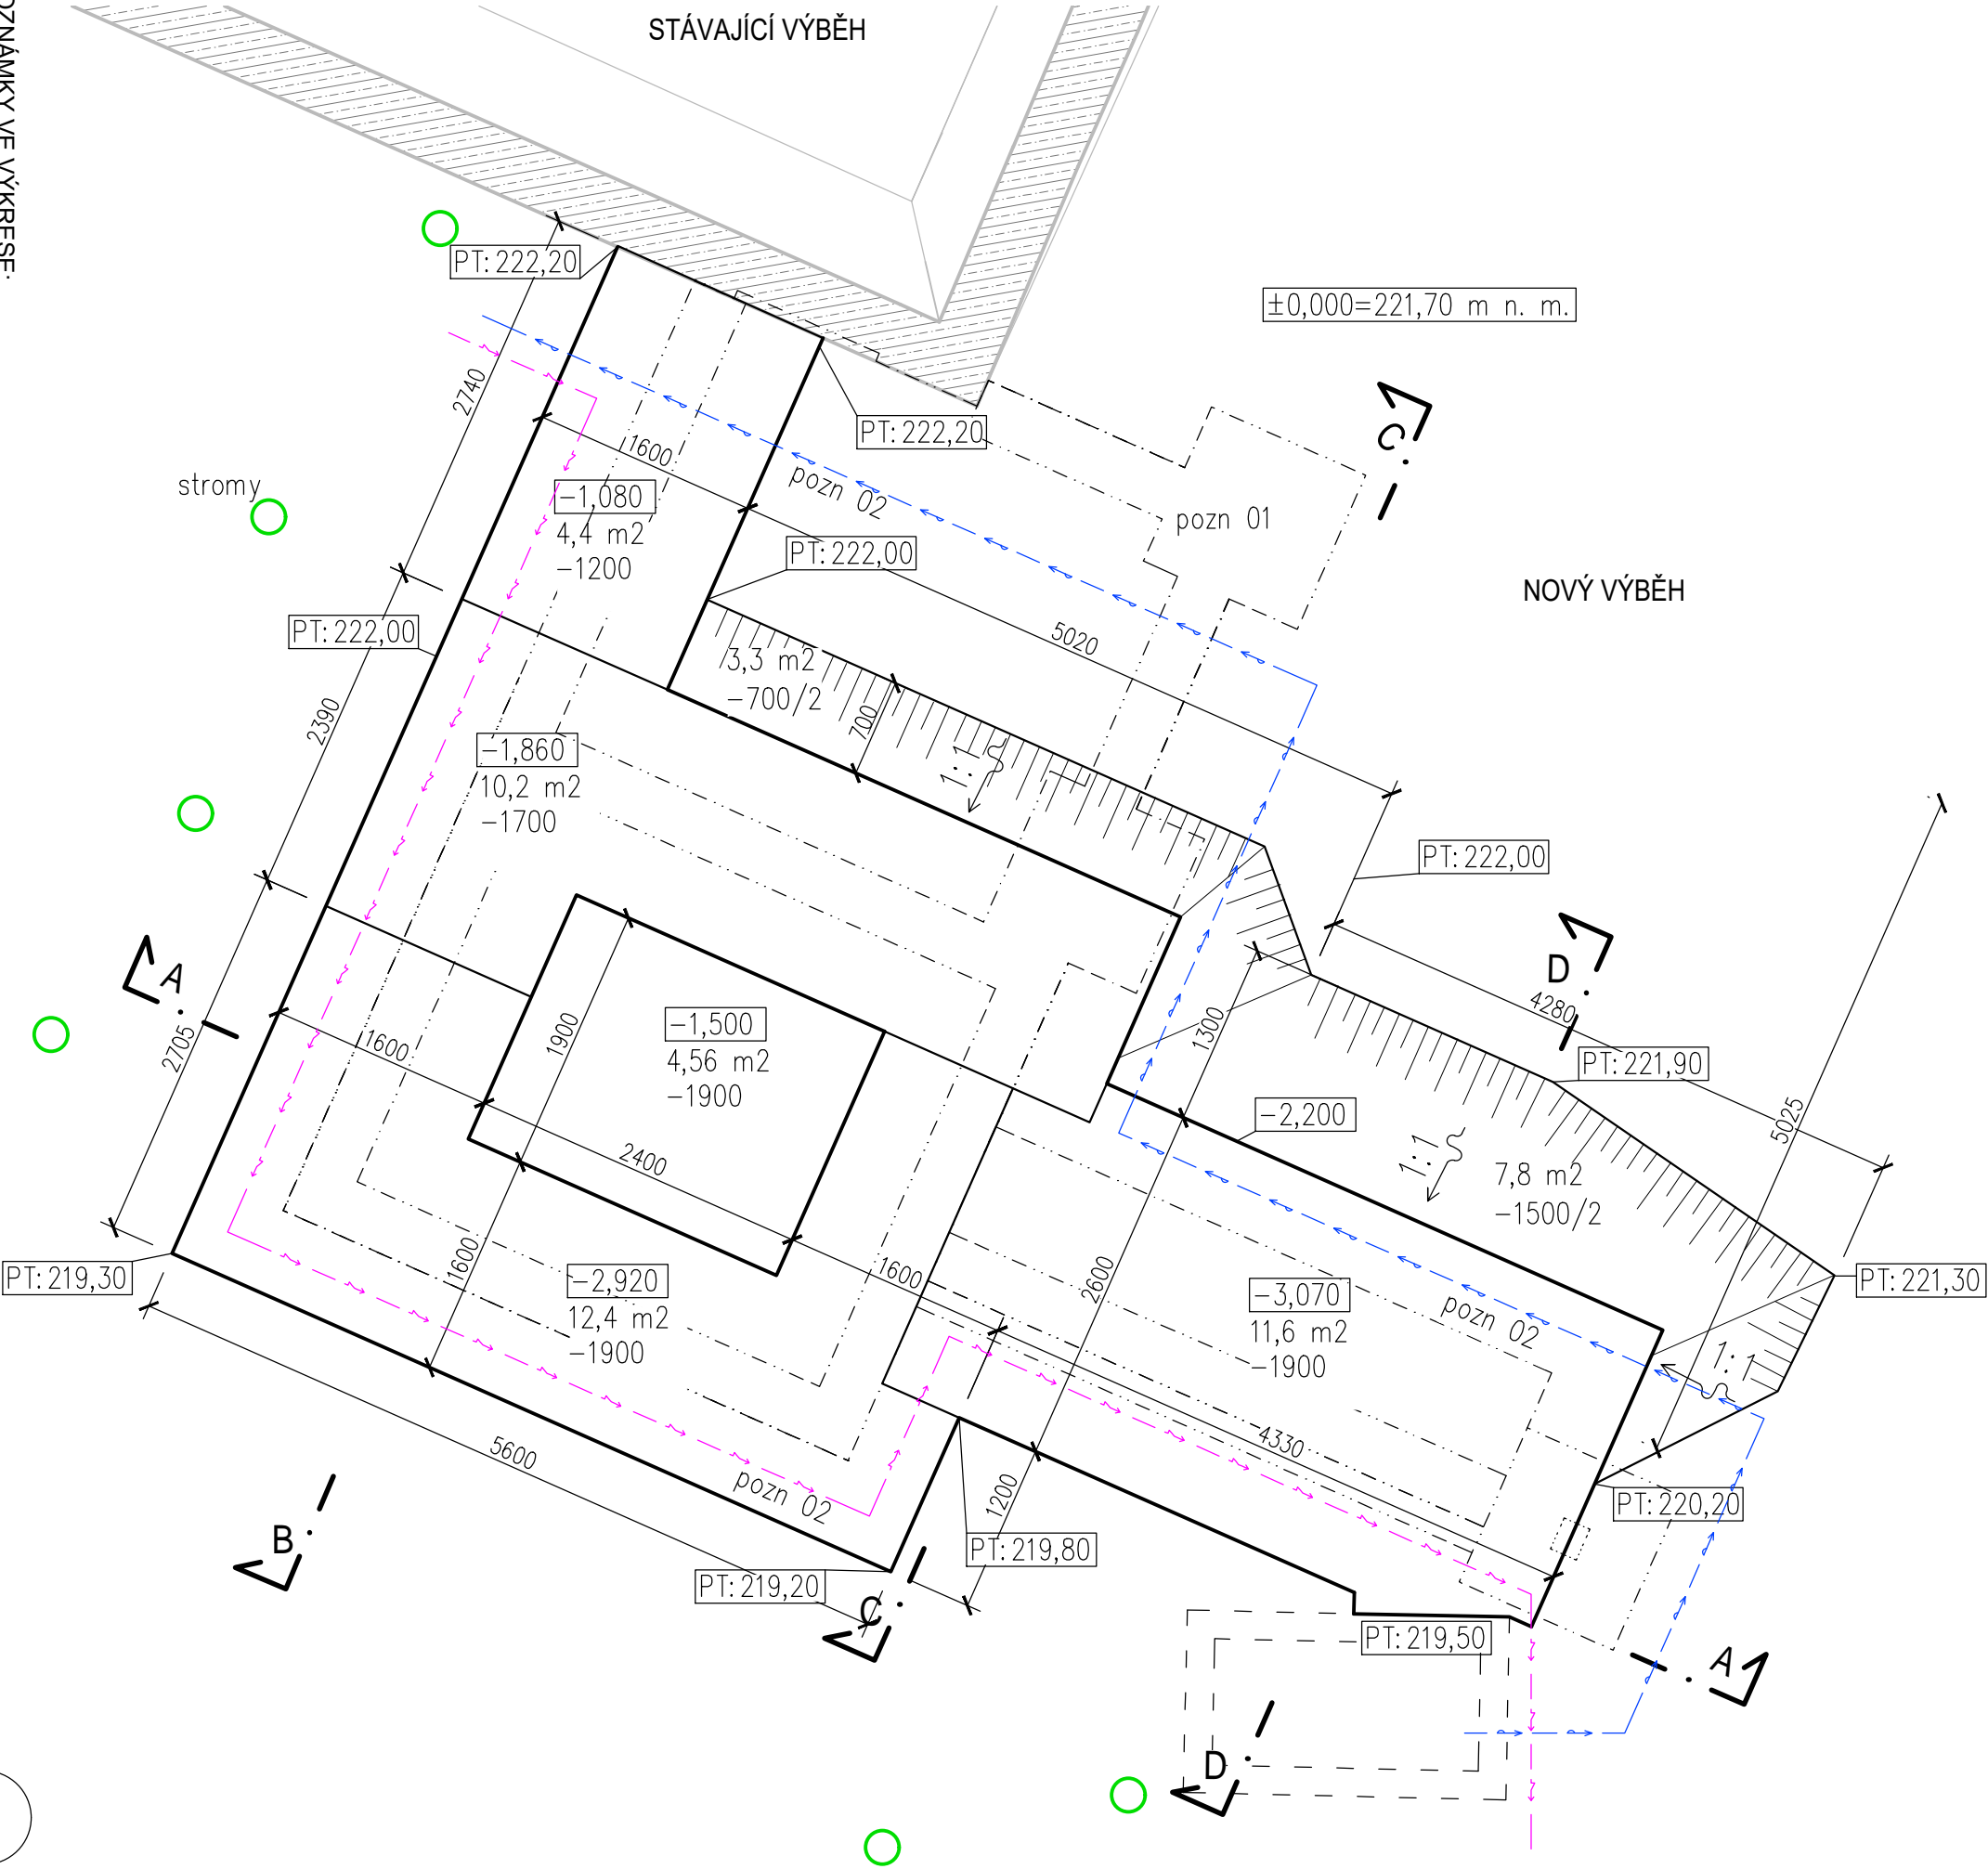 STÁVAJÍCÍ VÝBĚH
OZNÁMKY VE VÝKRESE:
PT: 222,20
±0,000=221,70 m n. m.
2740
PT: 222,20
C
1600
stromy
pozn 02
−1,080
4,4 m2
−1200
pozn 01
PT: 222,00
NOVÝ VÝBĚH
PT: 222,00
5020
3,3 m2
−700/2
2390
700
−1,860
10,2 m2
−1700
1:1
PT: 222,00
A
D
4280
2705
1600
1900
−1,500
4,56 m2
−1900
1300
PT: 221,90
−2,200
5025
2400
1:1
7,8 m2
−1500/2
PT: 219,30
1600
−2,920
12,4 m2
−1900
1600
2600
−3,070
11,6 m2
−1900
pozn 02
PT: 221,30
1:1
5600
4330
pozn 02
1200
PT: 220,20
B
PT: 219,80
PT: 219,20
C
PT: 219,50
A
D